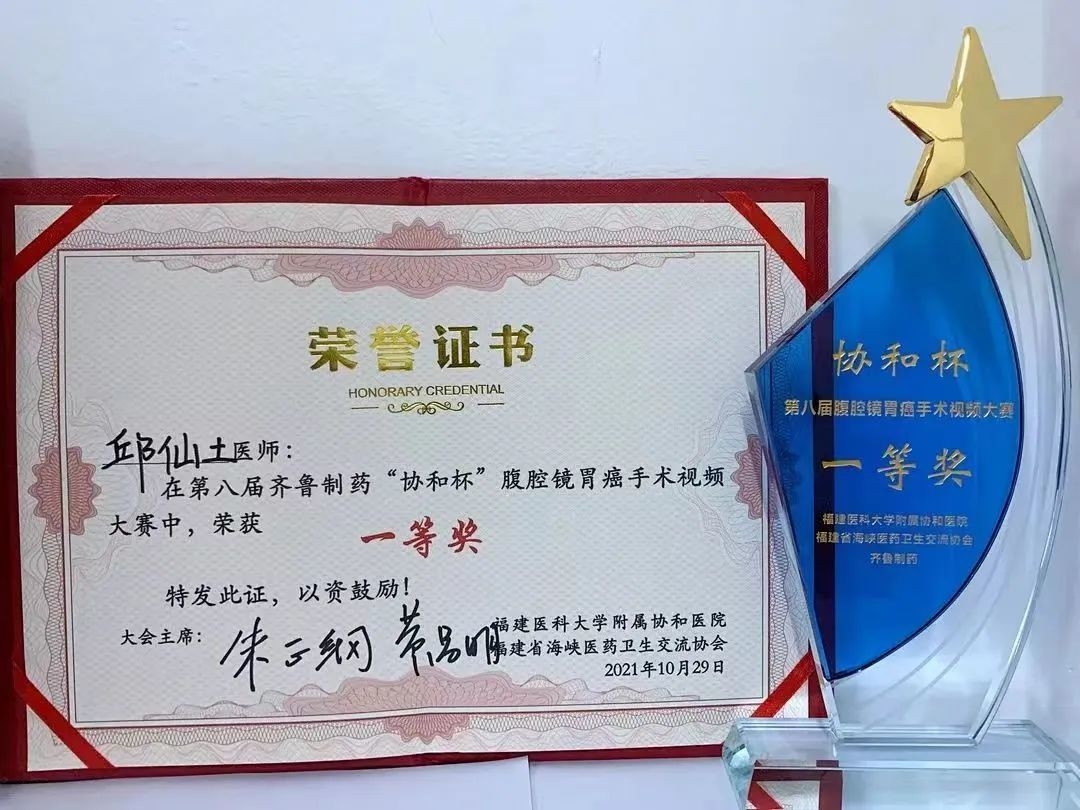 荣誉证书
HONORARY CREDENTIAL
邱仙土医师：
在第八届齐鲁制药“协和杯”腹腔镜胃癌手术视频
大赛中，荣获
一等奖
特发此证，以资鼓励！
大会主席：
福建医科大学附属协和医院
福建省海峡医药卫生交流协会
2021年10月29日
协和杯
第八届腹腔镜胃癌手术视频大赛
一等奖
福建医科大学附属协和医院
福建省海峡医药卫生交流协会
齐鲁制药